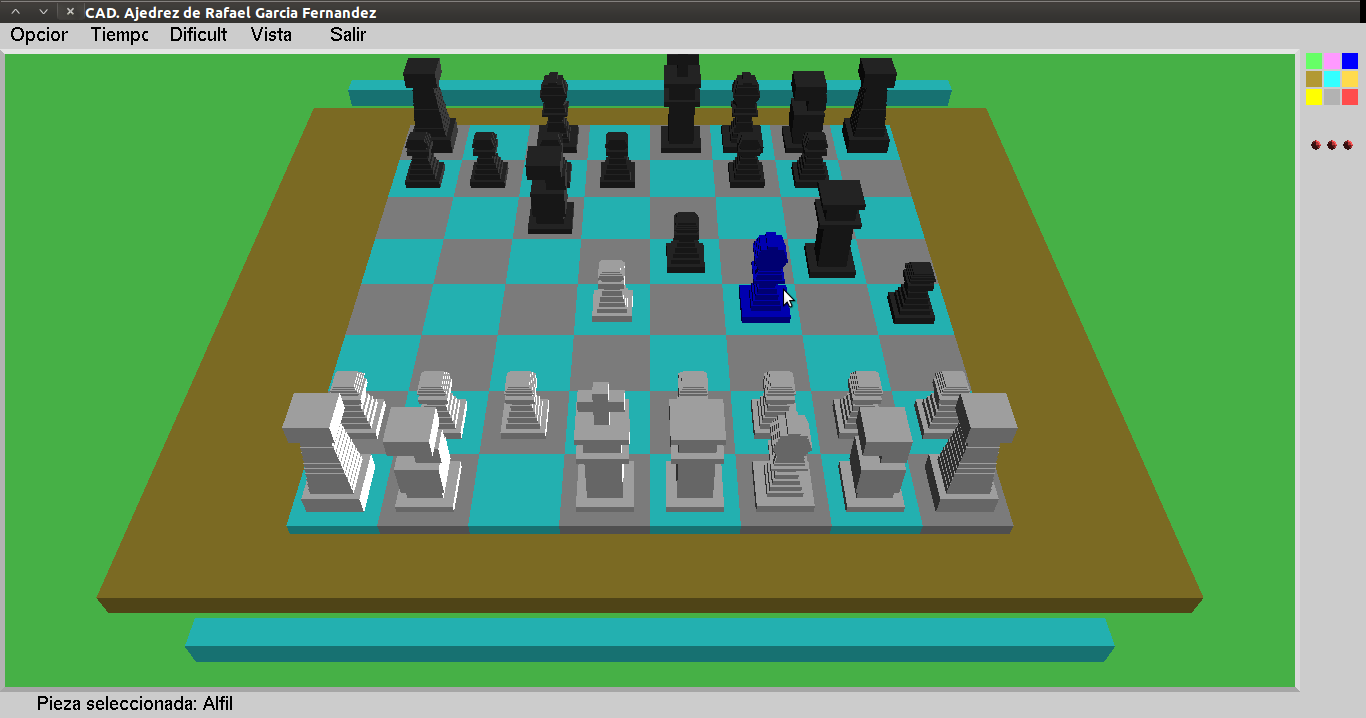 CAD. Ajedrez de Rafael Garcia Fernandez
Opcior Tiempc Dificult Vista Salir
Pieza seleccionada: Alfil